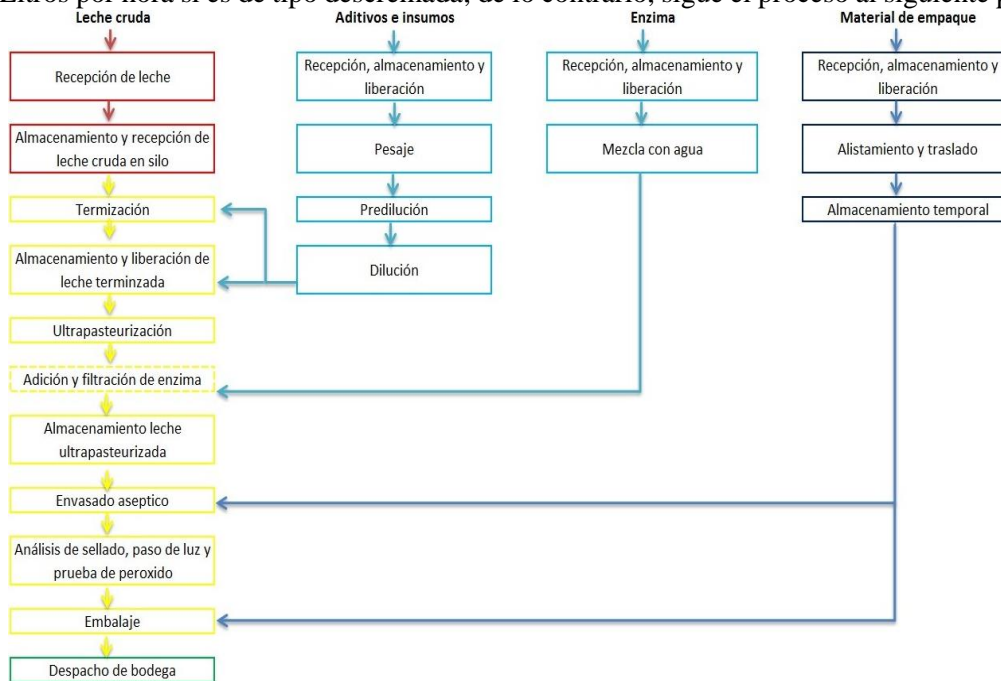 Litros por hora si es de tipo descremada, de lo contrario, sigue el proceso al siguiente
Leche cruda
Recepción de leche
Almacenamiento y recepción de
leche cruda en silo
Termización
Almacenamiento y liberación de
leche terminzada
Ultrapasteurización
Adición y filtración de enzima
Almacenamiento leche
ultrapasteurizada
Envasado aseptico
Análisis de sellado, paso de luz y
prueba de peroxido
Embalaje
Despacho de bodega
Aditivos e insumos
Recepción, almacenamiento y
liberación
Pesaje
Predilución
Dilución
Enzima
Recepción, almacenamiento y
liberación
Mezcla con agua
Material de empaque
Recepción, almacenamiento y
liberación
Alistamiento y traslado
Almacenamiento temporal